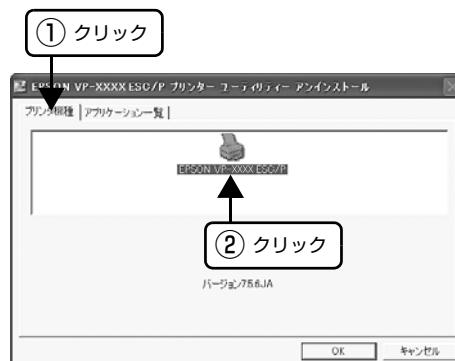 ① クリック
EPSON VP-XXXX ESC/P プリンター ユーティリティー アンインストール
プリンタ機種 アプリケーション一覧
EPSON VP-XXXX ESC/P
② クリック
バージョン7.5.6.JA
OK キャンセル